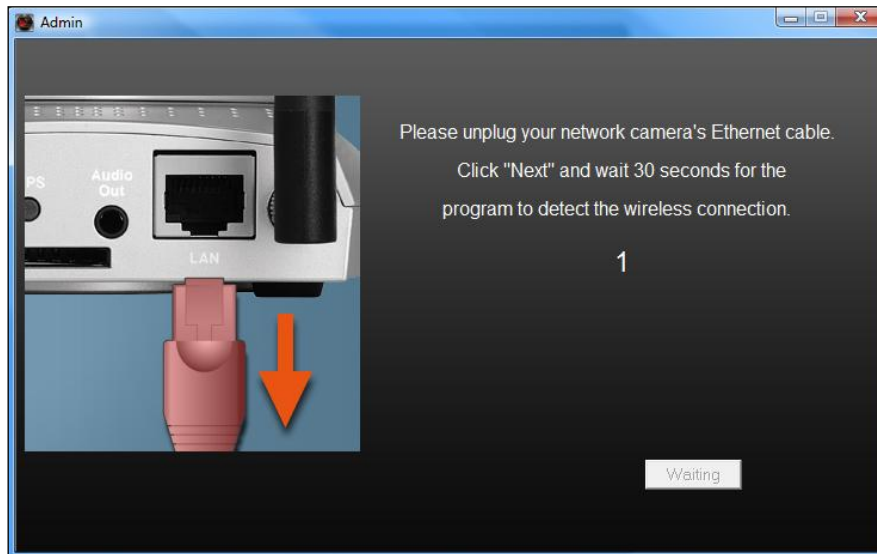 Admin
PS
Audio
Out
LAN
Please unplug your network camera's Ethernet cable.
Click "Next" and wait 30 seconds for the
program to detect the wireless connection.
1
Waiting